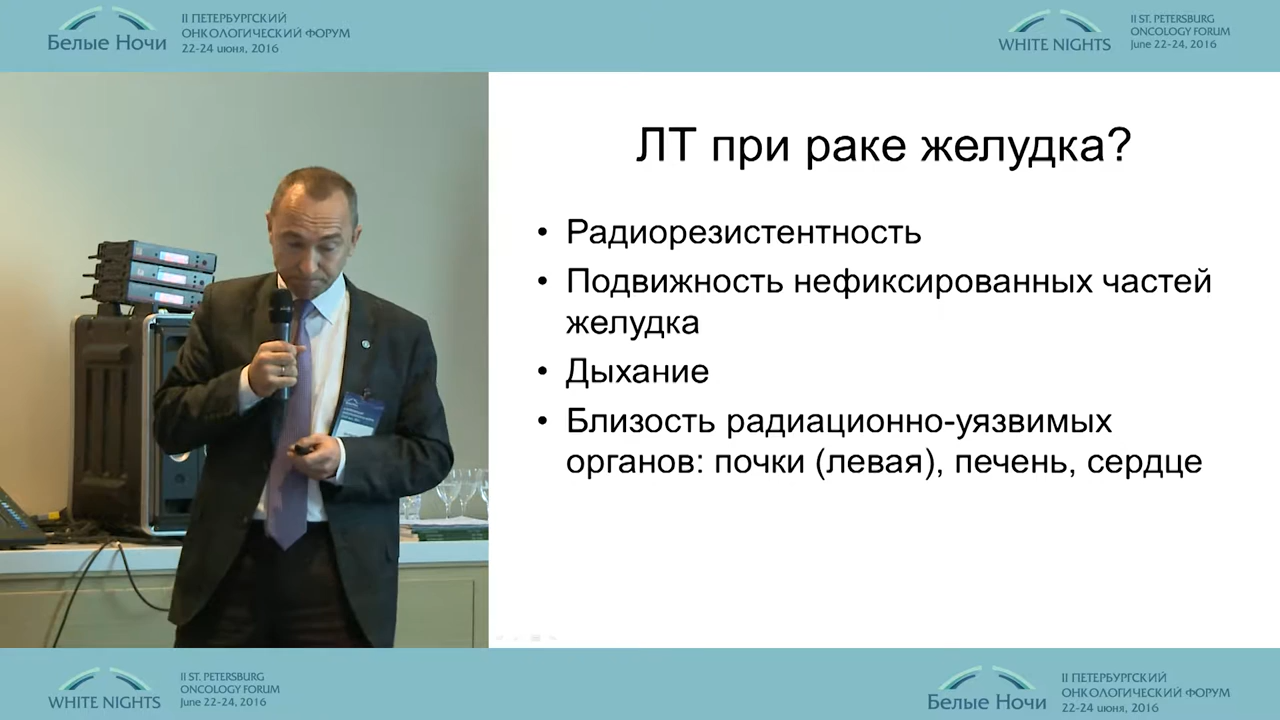 Белые Ночи
II ПЕТЕРБУРГСКИЙ
ОНКОЛОГИЧЕСКИЙ ФОРУМ
22-24 июня, 2016
WHITE NIGHTS
II ST. PETERSBURG
ONCOLOGY FORUM
June 22-24, 2016
ЛТ при раке желудка?
• Радиорезистентность
• Подвижность нефиксированных частей
желудка
• Дыхание
• Близость радиационно-уязвимых
органов: почки (левая), печень, сердце
WHITE NIGHTS
II ST. PETERSBURG
ONCOLOGY FORUM
June 22-24, 2016
Белые Ночи
II ПЕТЕРБУРГСКИЙ
ОНКОЛОГИЧЕСКИЙ ФОРУМ
22-24 июня, 2016